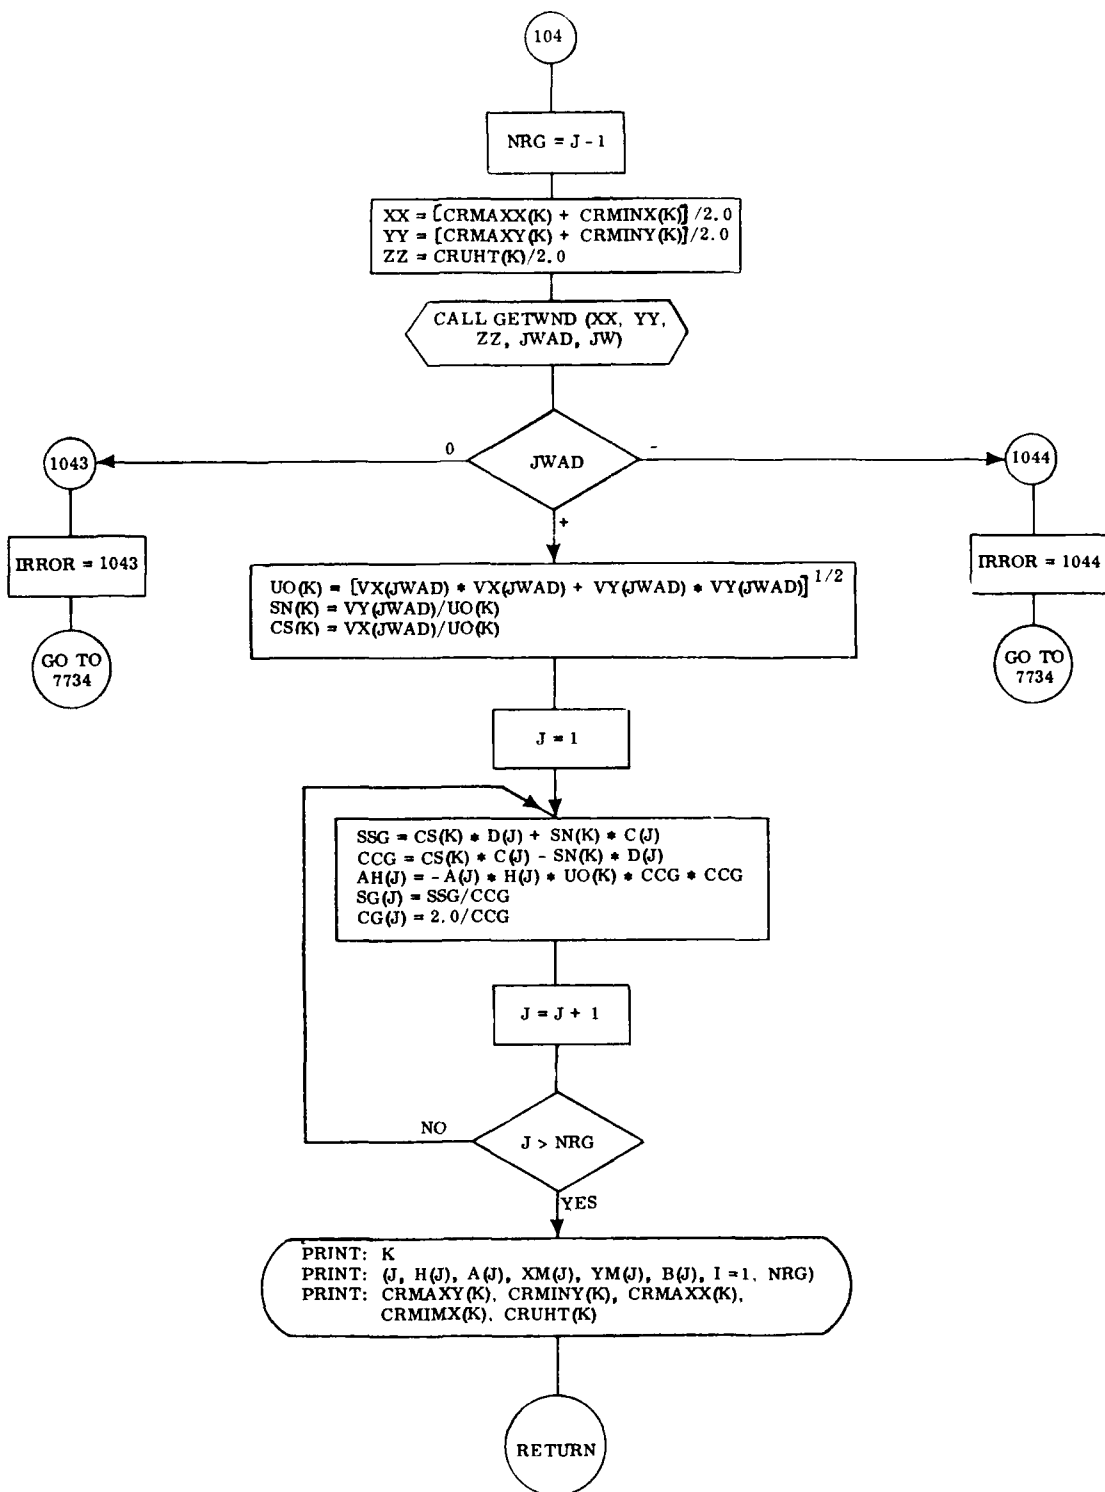 104
NRG = J - 1
XX = [CRMAXX(K) + CRMINX(K)]/2.0
YY = [CRMAXY(K) + CRMINY(K)]/2.0
ZZ = CRUHT(K)/2.0
CALL GETWND (XX, YY,
ZZ, JWAD, JW)
0
-
1043
JWAD
1044
+
IRROR = 1043
IRROR = 1044
UO(K) = [VX(JWAD) * VX(JWAD) + VY(JWAD) * VY(JWAD)] 1/2
SN(K) = VY(JWAD)/UO(K)
CS(K) = VX(JWAD)/UO(K)
GO TO
7734
GO TO
7734
J = 1
SSG = CS(K) * D(J) + SN(K) * C(J)
CCG = CS(K) * C(J) - SN(K) * D(J)
AH(J) = - A(J) * H(J) * UO(K) * CCG * CCG
SG(J) = SSG/CCG
CG(J) = 2.0/CCG
J = J + 1
NO
J > NRG
YES
PRINT: K
PRINT: (J, H(J), A(J), XM(J), YM(J), B(J), I = 1, NRG)
PRINT: CRMAXY(K), CRMINY(K), CRMAXX(K),
CRMIMX(K), CRUHT(K)
RETURN